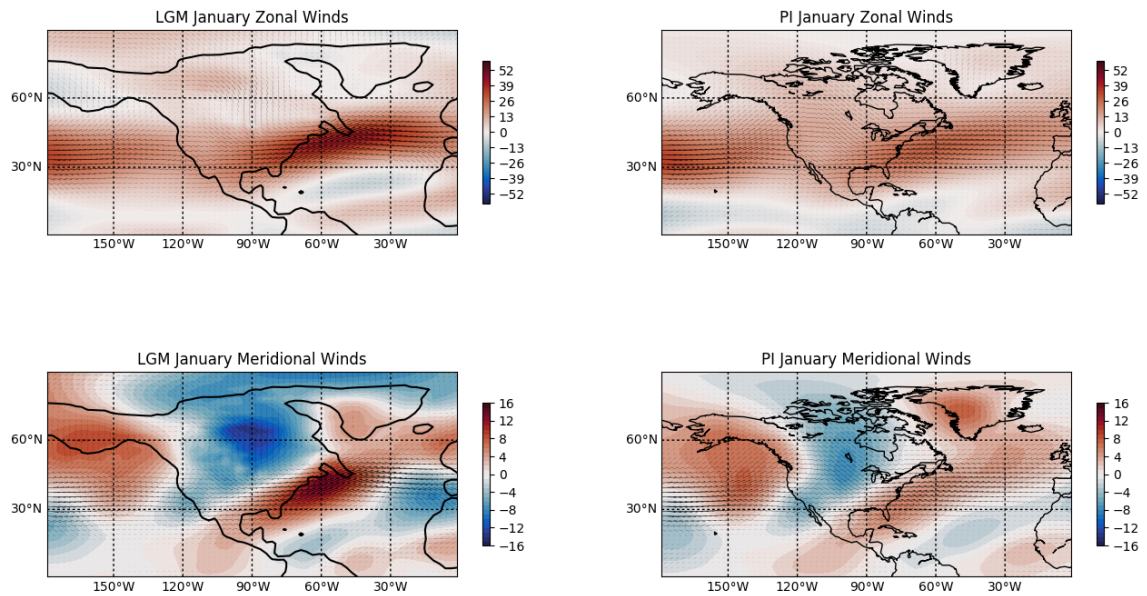 LGM January Zonal Winds
60°N
30°N
150°W 120°W 90°W 60°W 30°W
52
39
26
13
0
−13
−26
−39
−52
PI January Zonal Winds
60°N
30°N
150°W 120°W 90°W 60°W 30°W
52
39
26
13
0
−13
−26
−39
−52
LGM January Meridional Winds
60°N
30°N
150°W 120°W 90°W 60°W 30°W
16
12
8
4
0
−4
−8
−12
−16
PI January Meridional Winds
60°N
30°N
150°W 120°W 90°W 60°W 30°W
16
12
8
4
0
−4
−8
−12
−16